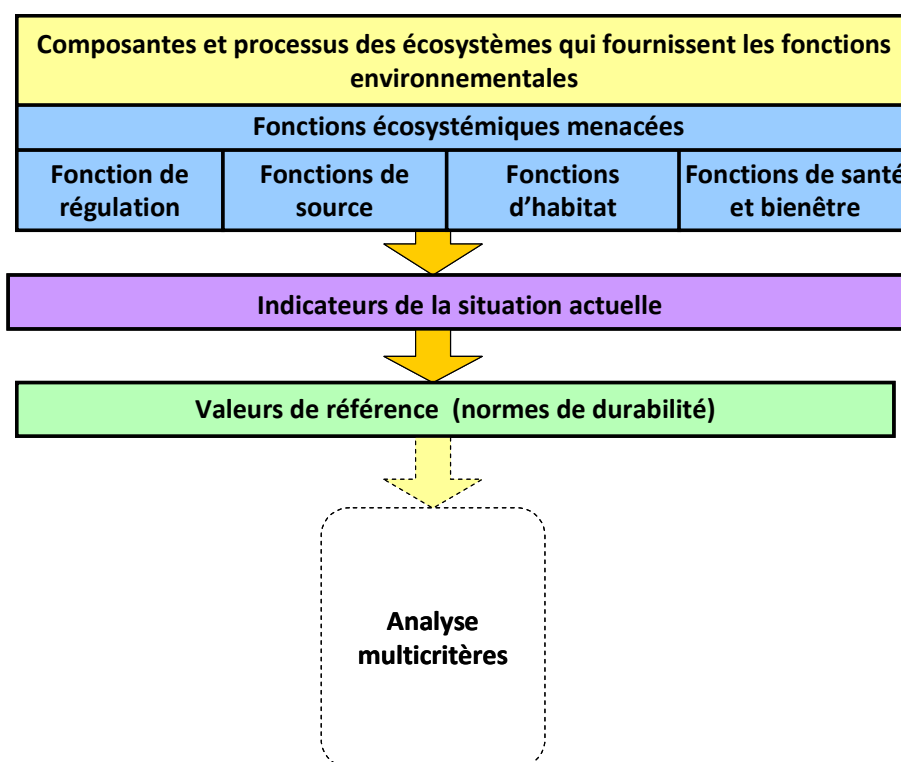 Composantes et processus des écosystèmes qui fournissent les fonctions
environnementales
Fonctions écosystémiques menacées
Fonction de
régulation
Fonctions de
source
Fonctions
d’habitat
Fonctions de santé
et bienêtre
Indicateurs de la situation actuelle
Valeurs de référence (normes de durabilité)
Analyse
multicritères